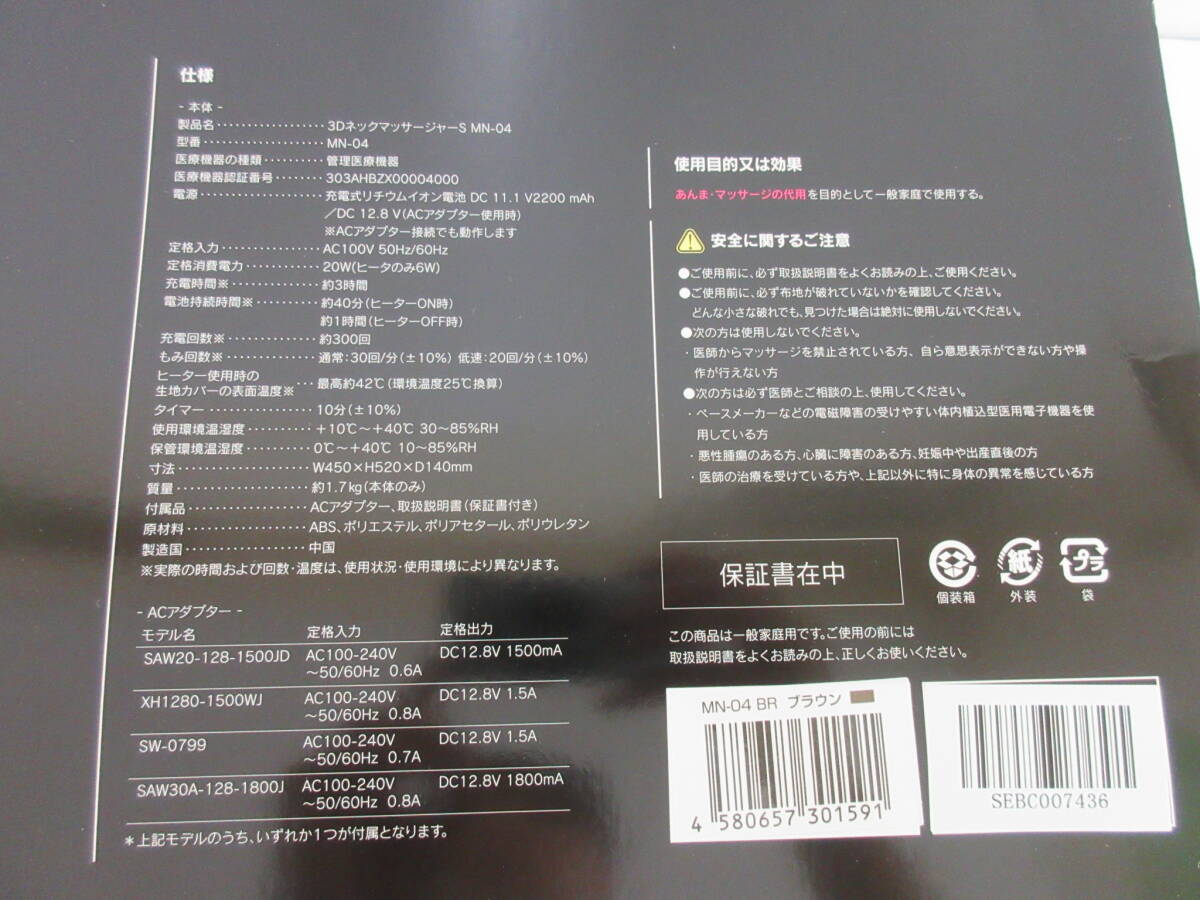 仕様
- 本体 -
製品名‥‥‥‥‥‥3DネックマッサージャーS MN-04
型番‥‥‥‥‥‥MN-04
医療機器の種類‥‥‥‥管理医療機器
医療機器認証番号‥‥‥303AHBZX00004000
電源‥‥‥‥‥‥充電式リチウムイオン電池 DC 11.1 V2200 mAh
／DC 12.8 V(ACアダプター使用時)
※ACアダプター接続でも動作します
定格入力‥‥‥‥‥AC100V 50Hz/60Hz
定格消費電力‥‥‥‥20W(ヒータのみ6W)
充電時間※‥‥‥‥‥約3時間
電池持続時間※‥‥‥‥約40分(ヒーターON時)
約1時間(ヒーターOFF時)
充電回数※‥‥‥‥‥約300回
もみ回数※‥‥‥‥‥通常:30回/分(±10%) 低速:20回/分(±10%)
ヒーター使用時の
生地カバーの表面温度※‥最高約42℃(環境温度25℃換算)
タイマー‥‥‥‥‥10分(±10%)
使用環境温湿度‥‥‥‥+10℃～+40℃ 30～85%RH
保管環境温湿度‥‥‥‥0℃～+40℃ 10～85%RH
寸法‥‥‥‥‥‥W450×H520×D140mm
質量‥‥‥‥‥‥約1.7kg(本体のみ)
付属品‥‥‥‥‥‥ACアダプター、取扱説明書(保証書付き)
原材料‥‥‥‥‥‥ABS、ポリエステル、ポリアセタール、ポリウレタン
製造国‥‥‥‥‥‥中国
※実際の時間および回数・温度は、使用状況・使用環境により異なります。
- ACアダプター -
モデル名 定格入力 定格出力
SAW20-128-1500JD AC100-240V DC12.8V 1500mA
～50/60Hz 0.6A
XH1280-1500WJ AC100-240V DC12.8V 1.5A
～50/60Hz 0.8A
SW-0799 AC100-240V DC12.8V 1.5A
～50/60Hz 0.7A
SAW30A-128-1800J AC100-240V DC12.8V 1800mA
～50/60Hz 0.8A
＊上記モデルのうち、いずれか1つが付属となります。
使用目的又は効果
あんま・マッサージの代用を目的として一般家庭で使用する。
安全に関するご注意
●ご使用前に、必ず取扱説明書をよくお読みの上、ご使用ください。
●ご使用前に、必ず布地が破れていないかを確認してください。
どんな小さな破れでも、見つけた場合は絶対に使用しないでください。
●次の方は使用しないでください。
・医師からマッサージを禁止されている方、自ら意思表示ができない方や操
作が行えない方
●次の方は必ず医師とご相談の上、使用してください。
・ペースメーカーなどの電磁障害の受けやすい体内植込型医用電子機器を使
用している方
・悪性腫瘍のある方、心臓に障害のある方、妊娠中や出産直後の方
・医師の治療を受けている方や、上記以外に特に身体の異常を感じている方
保証書在中
個装箱
紙
外装
プラ
袋
この商品は一般家庭用です。ご使用の前には
取扱説明書をよくお読みの上、正しくお使いください。
MN-04 BR ブラウン
4 580657 301591
SEBC007436